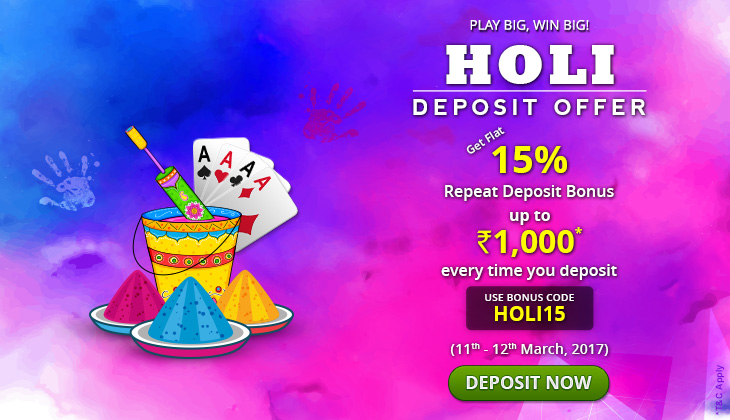 PLAY BIG, WIN BIG!
HOLI
DEPOSIT OFFER
Get Flat
15%
Repeat Deposit Bonus
up to
₹1,000*
every time you deposit
USE BONUS CODE
HOLI15
(11th - 12th March, 2017)
DEPOSIT NOW
*T&C Apply
A A A A